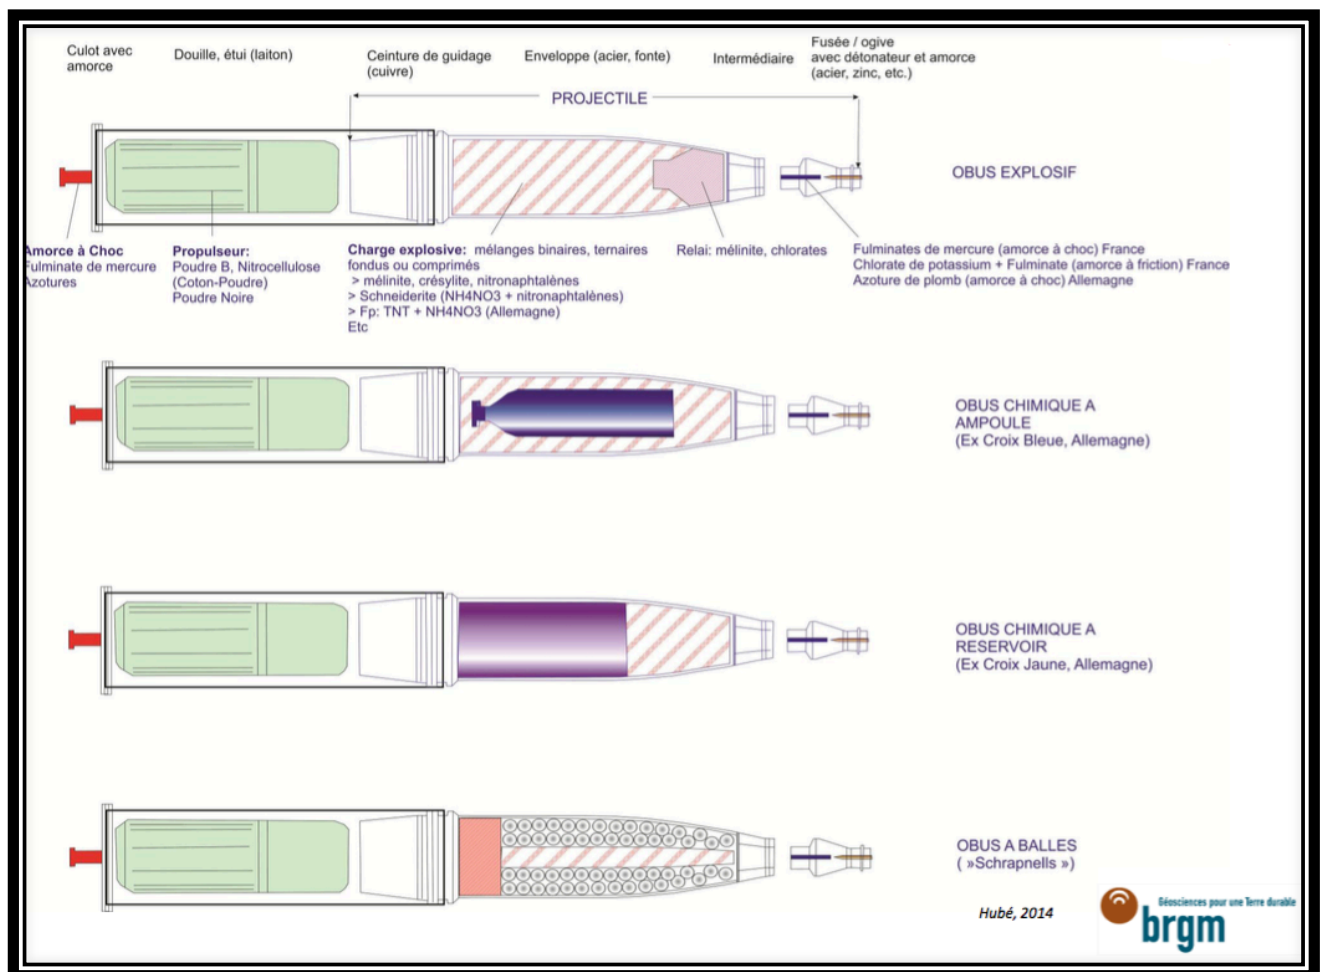 Culot avec
amorce
Douille, étui (laiton)
Ceinture de guidage
(cuivre)
Enveloppe (acier, fonte)
Intermédiaire
Fusée / ogive
avec détonateur et amorce
(acier, zinc, etc.)
PROJECTILE
OBUS EXPLOSIF
Amorce à Choc
Fulminate de mercure
Azotures
Propulseur:
Poudre B, Nitrocellulose
(Coton-Poudre)
Poudre Noire
Charge explosive: mélanges binaires, ternaires
fondus ou comprimés
> mélinite, crésylite, nitronaphtalènes
> Schneiderite (NH4NO3 + nitronaphtalènes)
> Fp: TNT + NH4NO3 (Allemagne)
Etc
Relai: mélinite, chlorates
Fulminates de mercure (amorce à choc) France
Chlorate de potassium + Fulminate (amorce à friction) France
Azoture de plomb (amorce à choc) Allemagne
OBUS CHIMIQUE A
AMPOULE
(Ex Croix Bleue, Allemagne)
OBUS CHIMIQUE A
RESERVOIR
(Ex Croix Jaune, Allemagne)
OBUS A BALLES
( »Schrapnells »)
Hubé, 2014
Géosciences pour une Terre durable
brgm